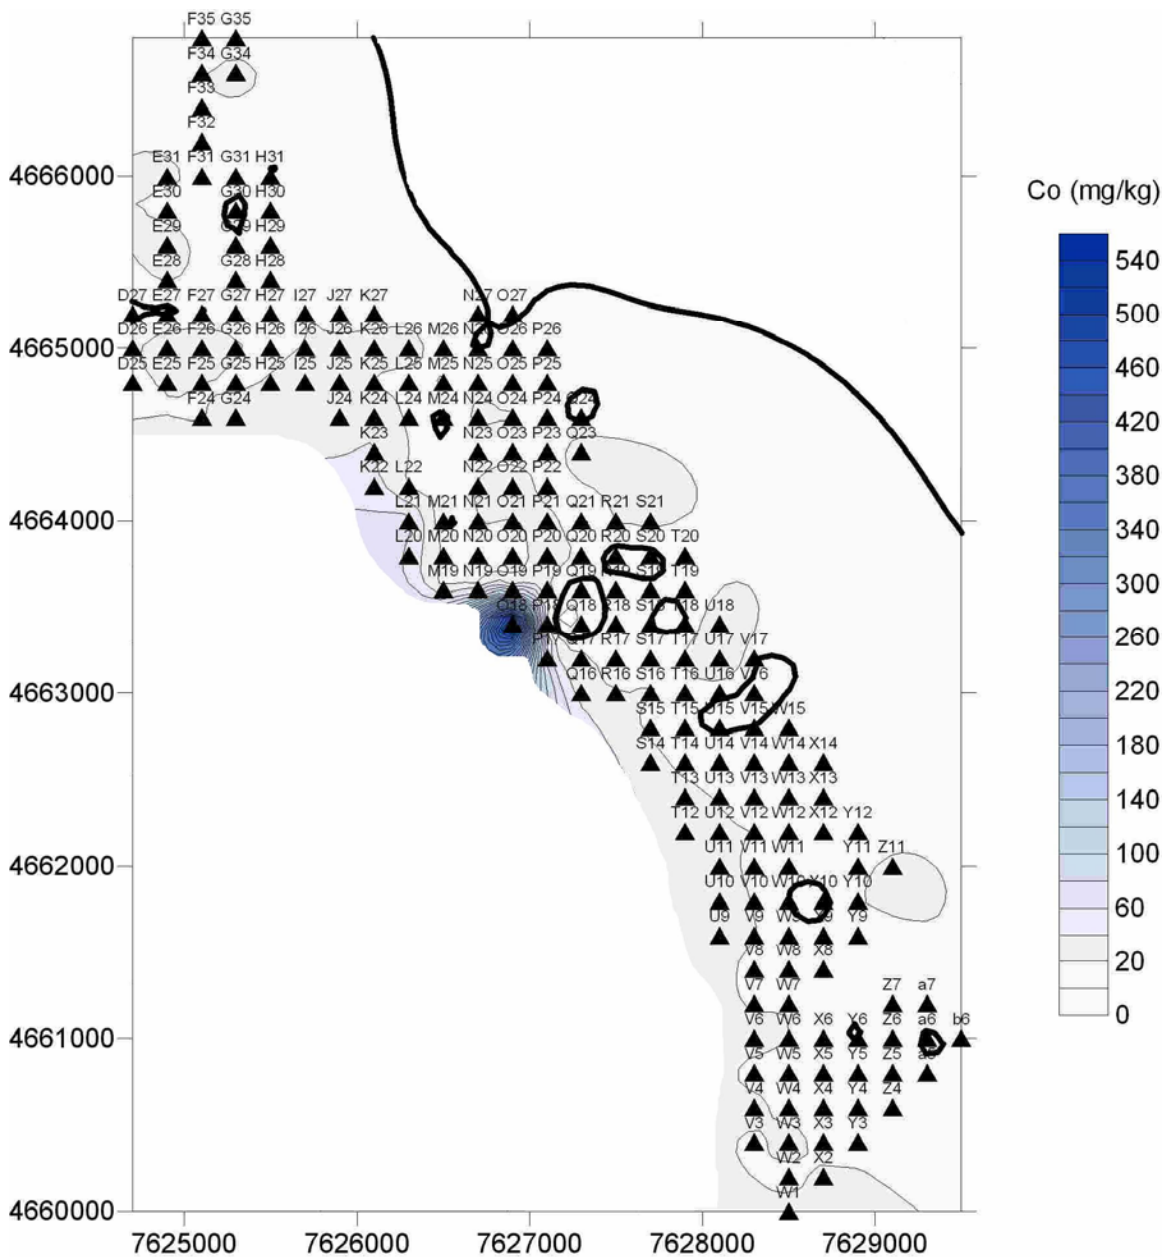 F35 G35
F34 G34
F33
F32
E31 F31 G31 H31
4666000
Co (mg/kg)
E30 G30 H30
E29 G29 H29
E28 G28 H28
540
D27 E27 F27 G27 H27 I27 J27 K27 N27 O27
500
D26 E26 F26 G26 H26 I26 J26 K26 L26 M26 O26 P26
4665000
460
D25 E25 F25 G25 H25 I25 J25 K25 L25 M25 N25 O25 P25
F24 G24 J24 K24 L24 M24 N24 O24 P24 Q24
420
K23 N23 O23 P23 Q23
380
K22 L22 N22 O22 P22
L21 M21 N21 O21 P21 Q21 R21 S21
4664000
340
L20 M20 N20 O20 P20 Q20 R20 S20 T20
300
M19 N19 O19 P19 Q19 S19 T19
O18 P18 Q18 R18 S18 T18 U18
260
P17 Q17 R17 S17 T17 U17 V17
4663000
220
Q16 R16 S16 T16 U16 V16
S15 T15 U15 V15 W15
180
S14 T14 U14 V14 W14 X14
T13 U13 V13 W13 X13
140
T12 U12 V12 W12 X12 Y12
100
U11 V11 W11 Y11 Z11
4662000
U10 V10 W10 X10 Y10
60
U9 V9 W9 X9 Y9
V8 W8 X8
20
V7 W7 Z7 a7
0
V6 W6 X6 Y6 Z6 a6 b6
4661000
V5 W5 X5 Y5 Z5 a5
V4 W4 X4 Y4 Z4
V3 W3 X3 Y3
W2 X2
W1
4660000
7625000 7626000 7627000 7628000 7629000